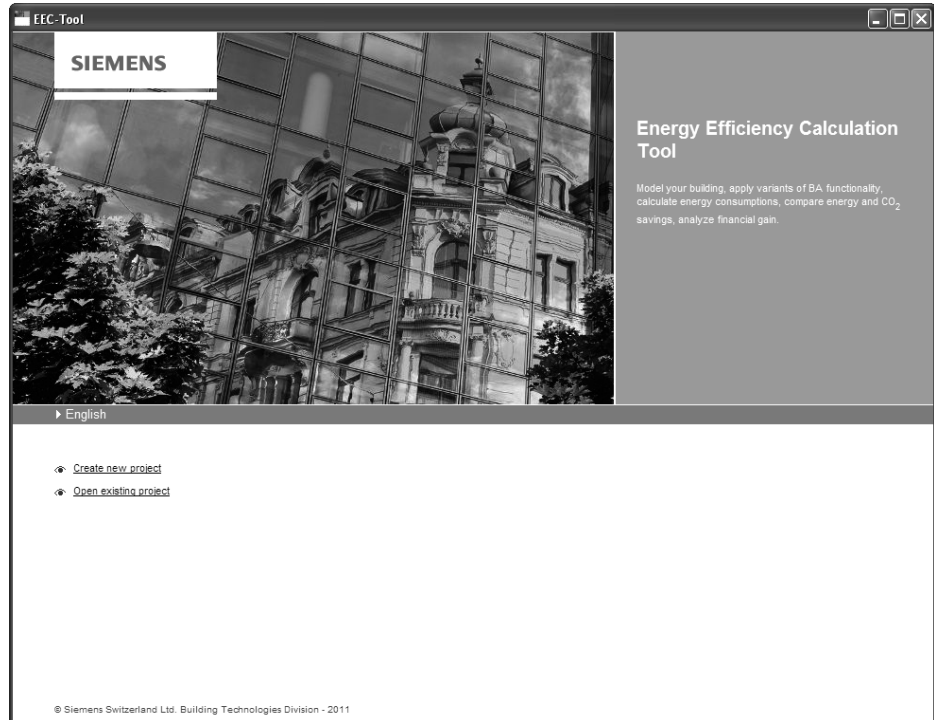 EEC-Tool
SIEMENS
Energy Efficiency Calculation
Tool
Model your building, apply variants of BA functionality,
calculate energy consumptions, compare energy and CO2
savings, analyze financial gain.
English
Create new project
Open existing project
© Siemens Switzerland Ltd. Building Technologies Division - 2011